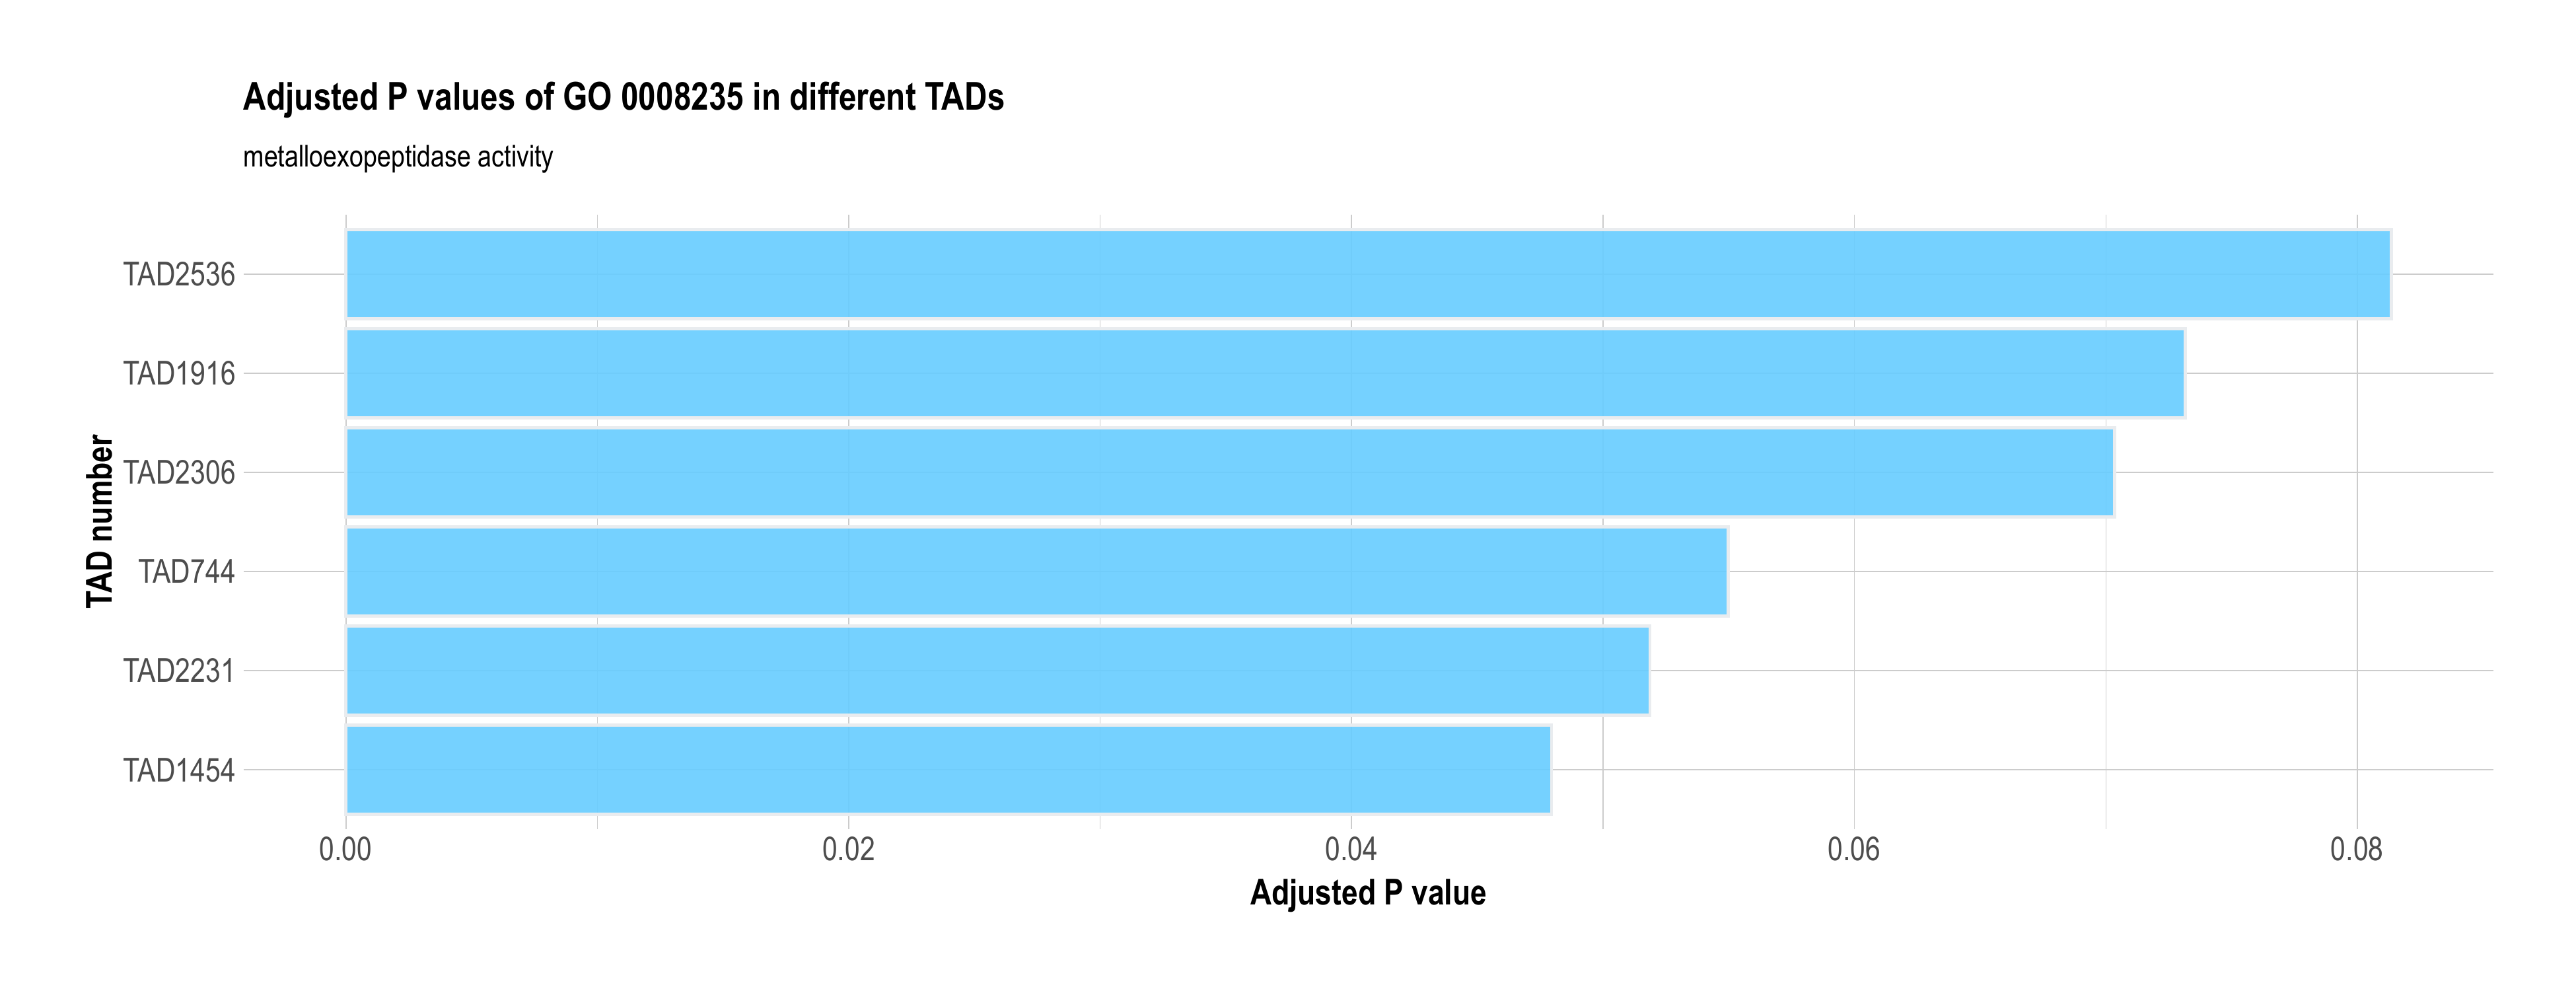 Adjusted P values of GO 0008235 in different TADs
metalloexopeptidase activity
TAD number
TAD2536
TAD1916
TAD2306
TAD744
TAD2231
TAD1454
0.00 0.02 0.04 0.06 0.08
Adjusted P value